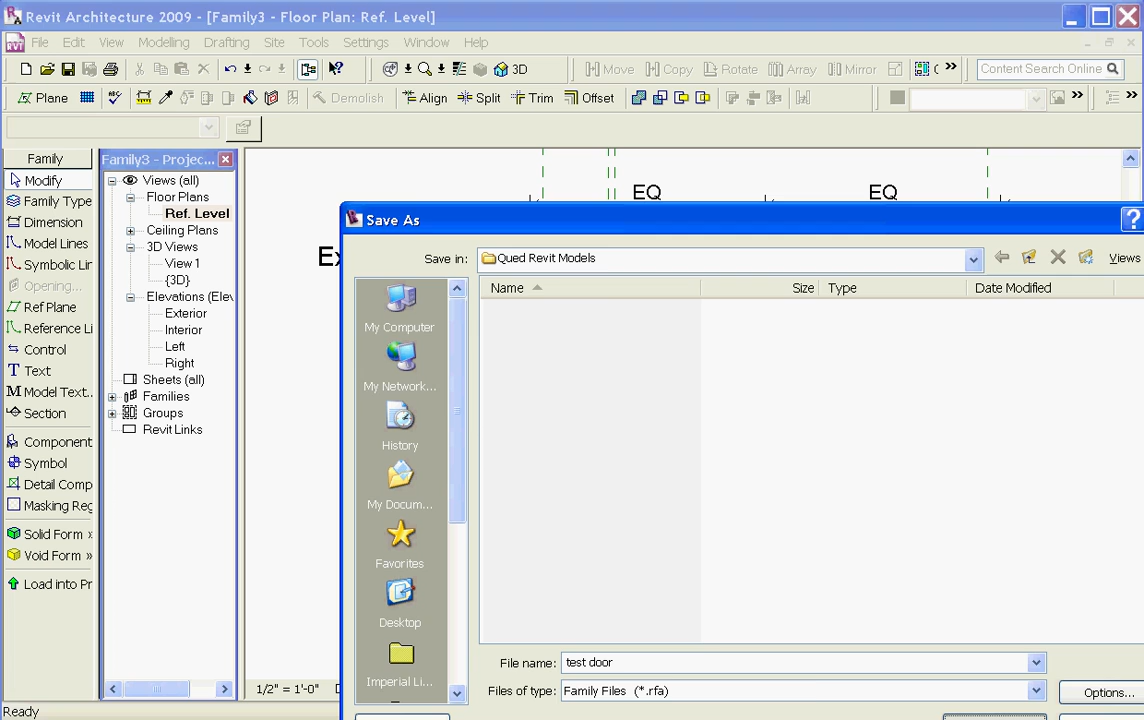 Revit Architecture 2009 - [Family3 - Floor Plan: Ref. Level]
File Edit View Modelling Drafting Site Tools Settings Window Help
3D Move Copy Rotate Array Mirror Content Search Online
Plane Demolish Align Split Trim Offset
Family
Modify
Family Type
Dimension
Model Lines
Symbolic Lir
Opening...
Ref Plane
Reference Li
Control
Text
Model Text...
Section
Component
Symbol
Detail Comp
Masking Reg
Solid Form »
Void Form »
Load into Pr
Family3 - Projec...
Views (all)
Floor Plans
Ref. Level
Ceiling Plans
3D Views
View 1
{3D}
Elevations (Elev
Exterior
Interior
Left
Right
Sheets (all)
Families
Groups
Revit Links
EQ EQ
Ex
Save As
Save in: Qued Revit Models Views
Name Size Type Date Modified
My Computer
My Network...
History
My Docum...
Favorites
Desktop
Imperial Li...
File name: test door
Files of type: Family Files (*.rfa) Options...
1/2" = 1'-0"
Ready